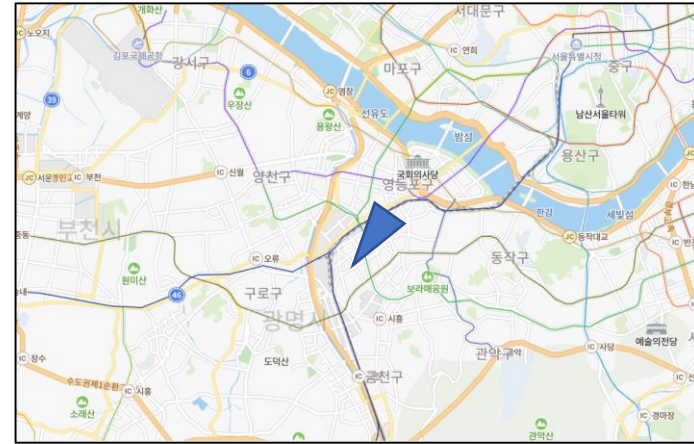 개화산
서대문구
노오지
JC
김포국제공항
강서구
IC 연희
서울특별시청
중구
6
마포구
JC 염창
39
우장산
선유도
용왕산
남산서울타워
밤섬
용산구
국회의사당
영등포구
IC 신월
양천구
JC 서운분기
IC 부천
한강
세빛섬
부천시
중동
JC 동작대교
IC 반
IC 오류
동작구
원미산
구로구
보라매공원
46
광명시
IC 시흥
예술의전당
관악구
IC 사당
IC 장수
도덕산
IC
금천구
수도권제1순환
IC 시흥
소래산
IC 경마장
관악산